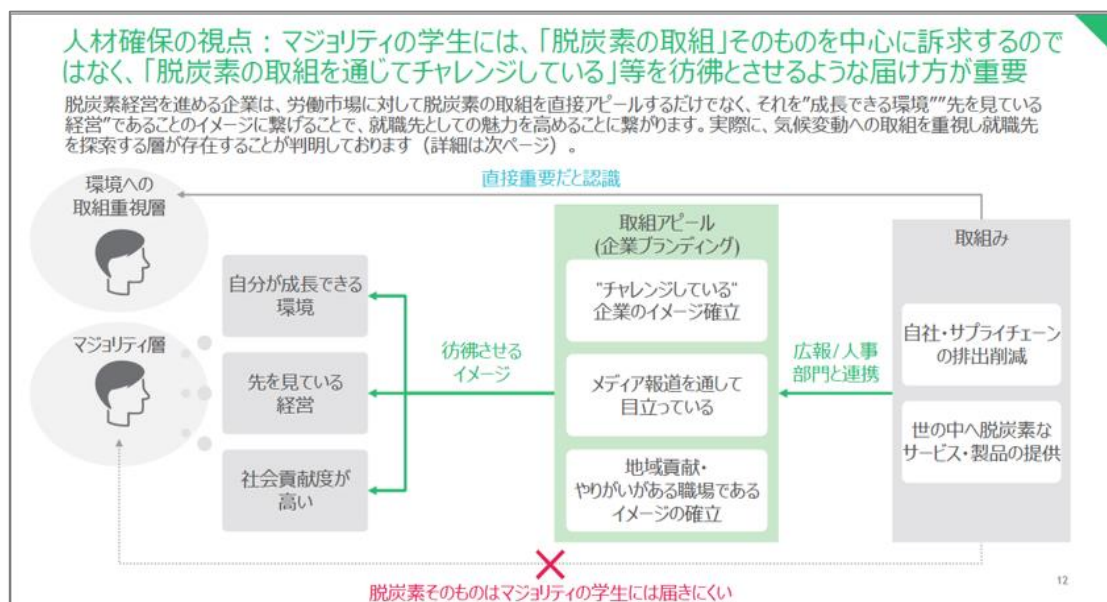 人材確保の視点：マジョリティの学生には、「脱炭素の取組」そのものを中心に訴求するので
はなく、「脱炭素の取組を通じてチャレンジしている」等を彷彿とさせるような届け方が重要
脱炭素経営を進める企業は、労働市場に対して脱炭素の取組を直接アピールするだけでなく、それを”成長できる環境””先を見ている
経営”であることのイメージに繋げることで、就職先としての魅力を高めることに繋がります。実際に、気候変動への取組を重視し就職先
を探索する層が存在することが判明しております（詳細は次ページ）。
直接重要だと認識
環境への
取組重視層
マジョリティ層
自分が成長できる
環境
先を見ている
経営
社会貢献度が
高い
彷彿させる
イメージ
取組アピール
(企業ブランディング)
”チャレンジしている“
企業のイメージ確立
メディア報道を通して
目立っている
地域貢献・
やりがいがある職場である
イメージの確立
広報/人事
部門と連携
取組み
自社・サプライチェーン
の排出削減
世の中へ脱炭素な
サービス・製品の提供
脱炭素そのものはマジョリティの学生には届きにくい
12